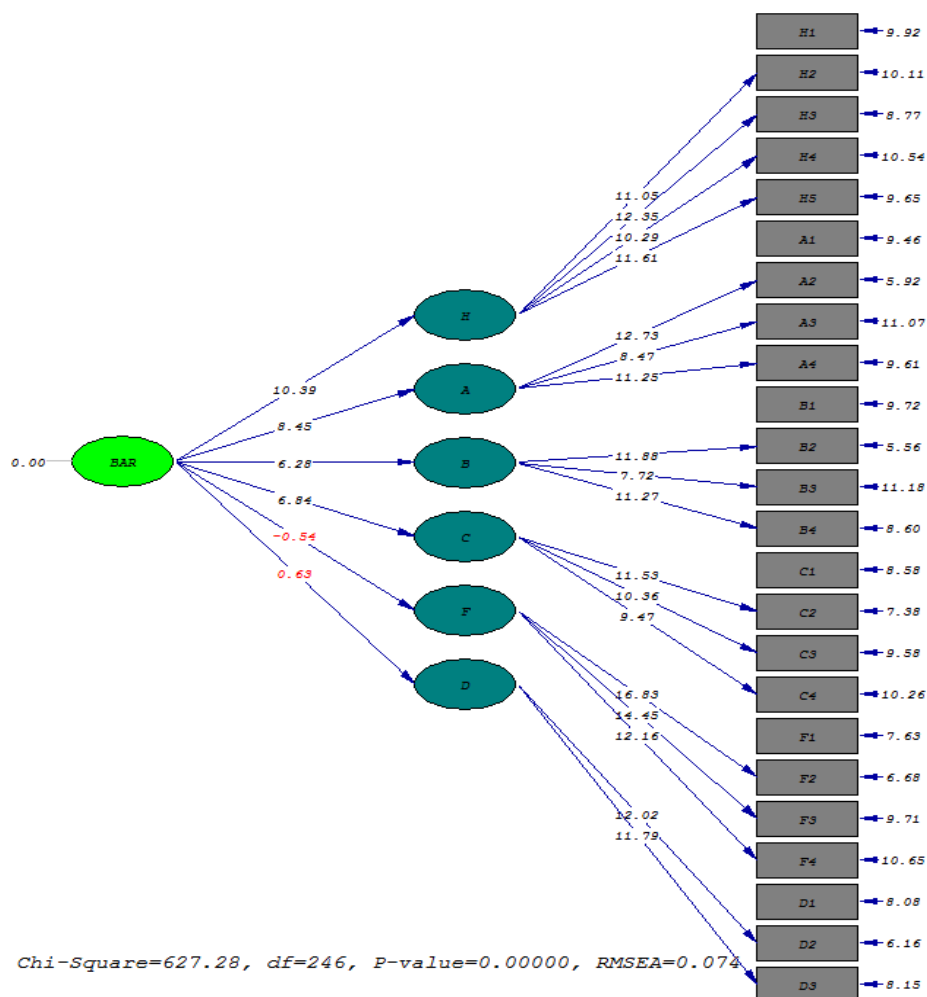 H1 9.92
H2 10.11
H3 8.77
H4 10.54
11.05
H5 9.65
12.35
10.29
A1 9.46
11.61
A2 5.92
H
A3 11.07
12.73
8.47
A4 9.61
11.25
10.39
A
B1 9.72
8.45
B2 5.56
11.88
0.00 BAR 6.28 B
7.72
B3 11.18
11.27
6.84
B4 8.60
-0.54
C
C1 8.58
0.63
11.53
10.36
C2 7.38
F
9.47
C3 9.58
D
C4 10.26
16.83
14.45
F1 7.63
12.16
F2 6.68
12.02
F3 9.71
11.79
F4 10.65
D1 8.08
D2 6.16
Chi-Square=627.28, df=246, P-value=0.00000, RMSEA=0.074
D3 8.15